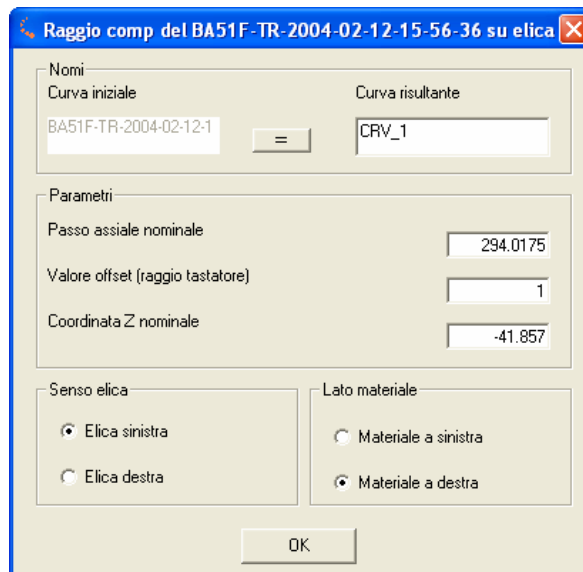 Raggio comp del BA51F-TR-2004-02-12-15-56-36 su elica
Nomi
Curva iniziale Curva risultante
BA51F-TR-2004-02-12-1 = CRV_1
Parametri
Passo assiale nominale 294.0175
Valore offset (raggio tastatore) 1
Coordinata Z nominale -41.857
Senso elica
Elica sinistra
Elica destra
Lato materiale
Materiale a sinistra
Materiale a destra
OK